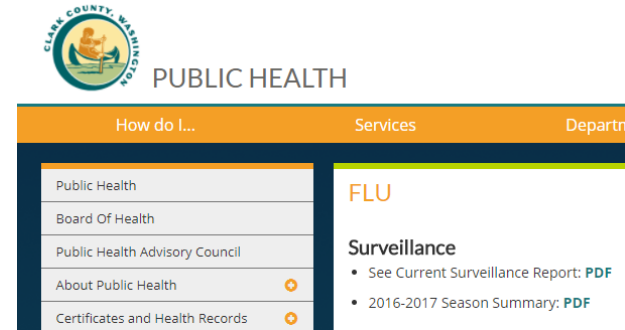 CLARK COUNTY, WASHINGTON
PUBLIC HEALTH
How do I...
Services
Departm
Public Health
Board Of Health
Public Health Advisory Council
About Public Health
Certificates and Health Records
FLU
Surveillance
See Current Surveillance Report: PDF
2016-2017 Season Summary: PDF